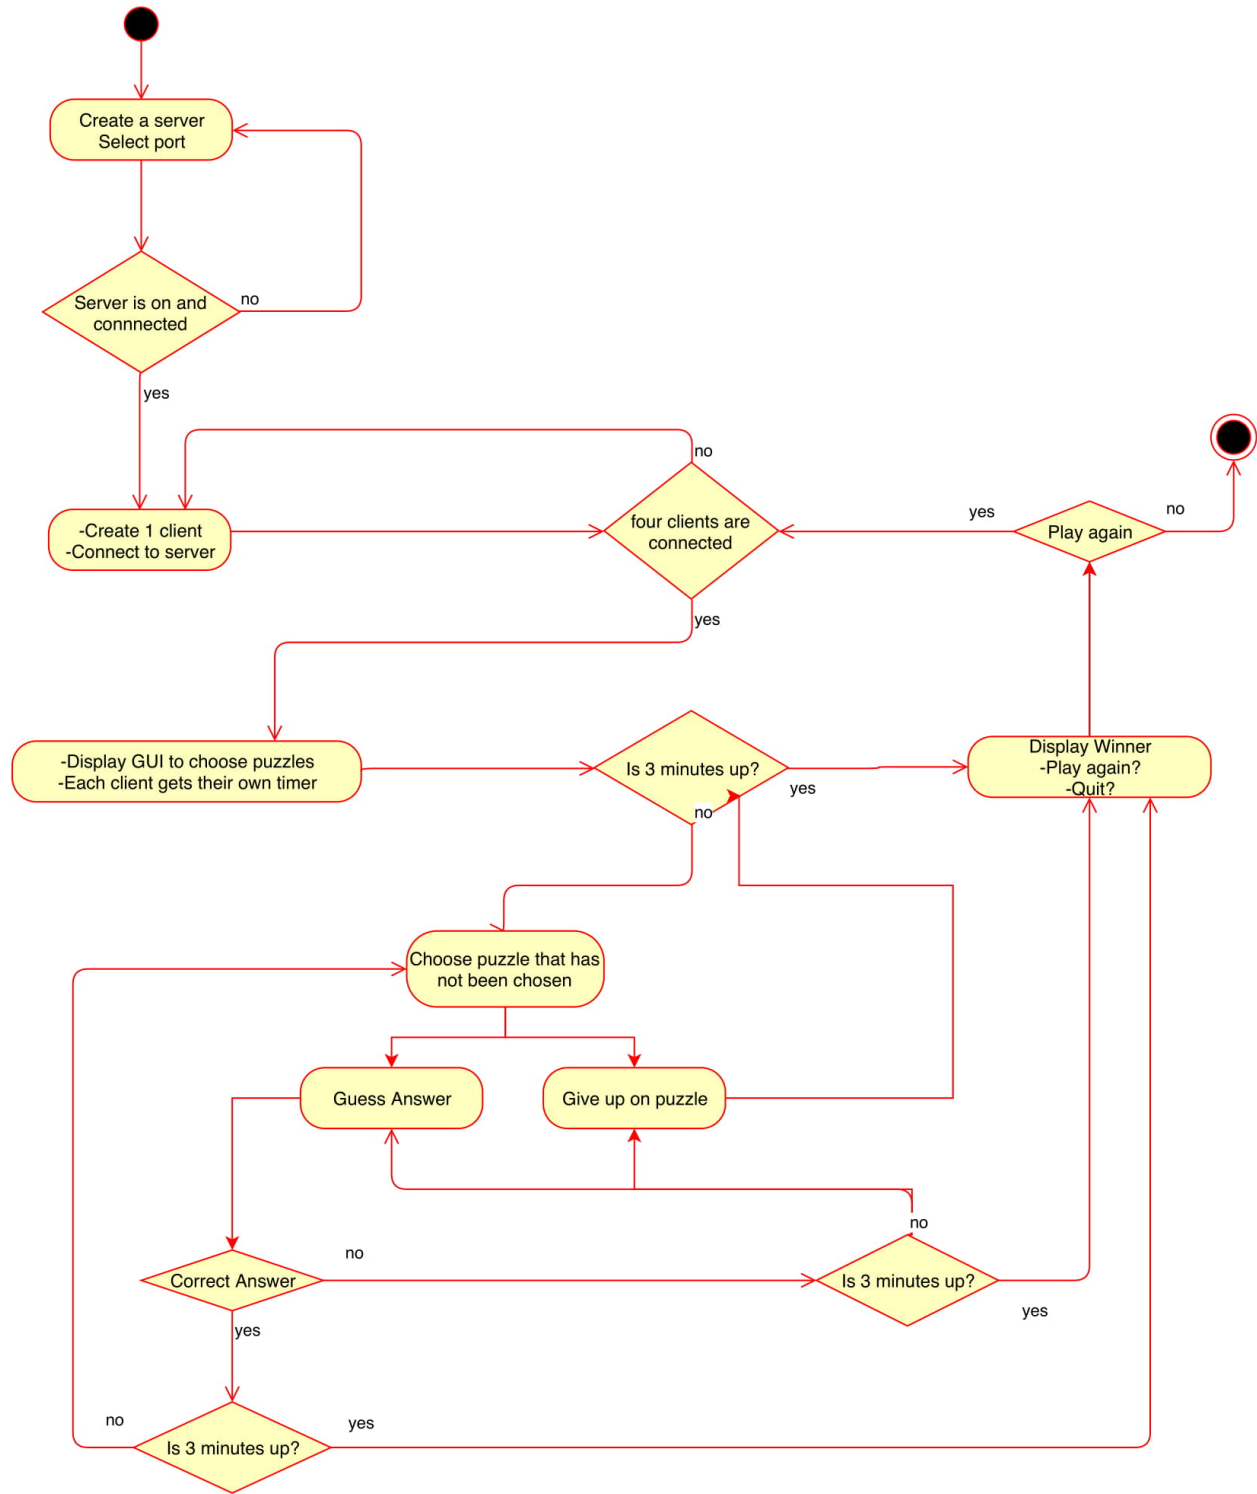 Create a server
Select port
Server is on and
connnected
no
yes
no
-Create 1 client
-Connect to server
four clients are
connected
yes
Play again
no
yes
-Display GUI to choose puzzles
-Each client gets their own timer
Is 3 minutes up?
yes
no
Display Winner
-Play again?
-Quit?
Choose puzzle that has
not been chosen
Guess Answer
Give up on puzzle
no
Correct Answer
no
Is 3 minutes up?
yes
yes
no
Is 3 minutes up?
yes